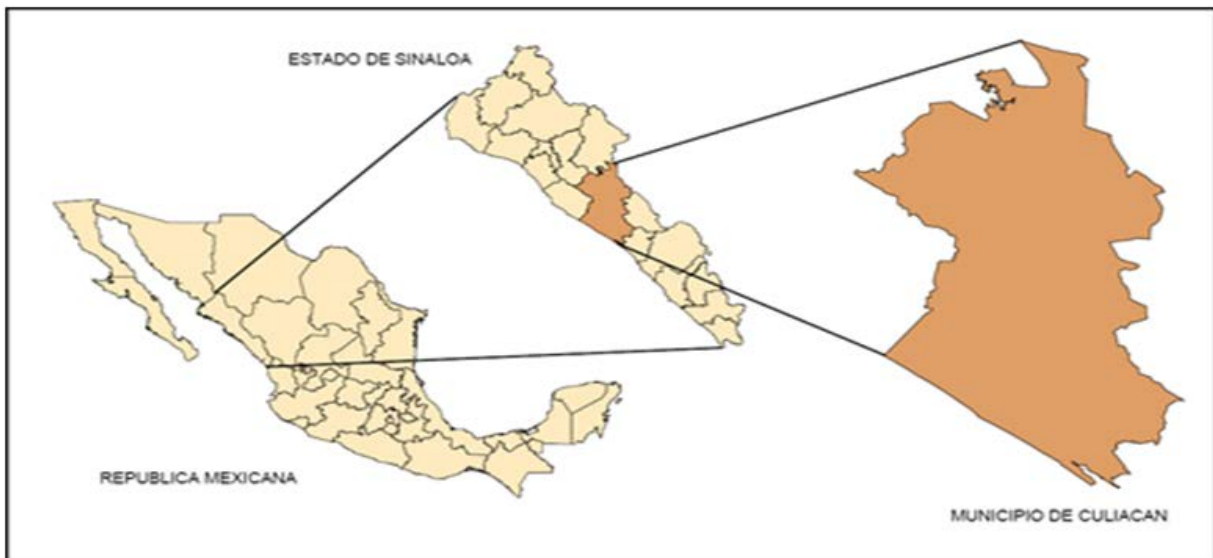 ESTADO DE SINALOA
REPUBLICA MEXICANA
MUNICIPIO DE CULIACAN